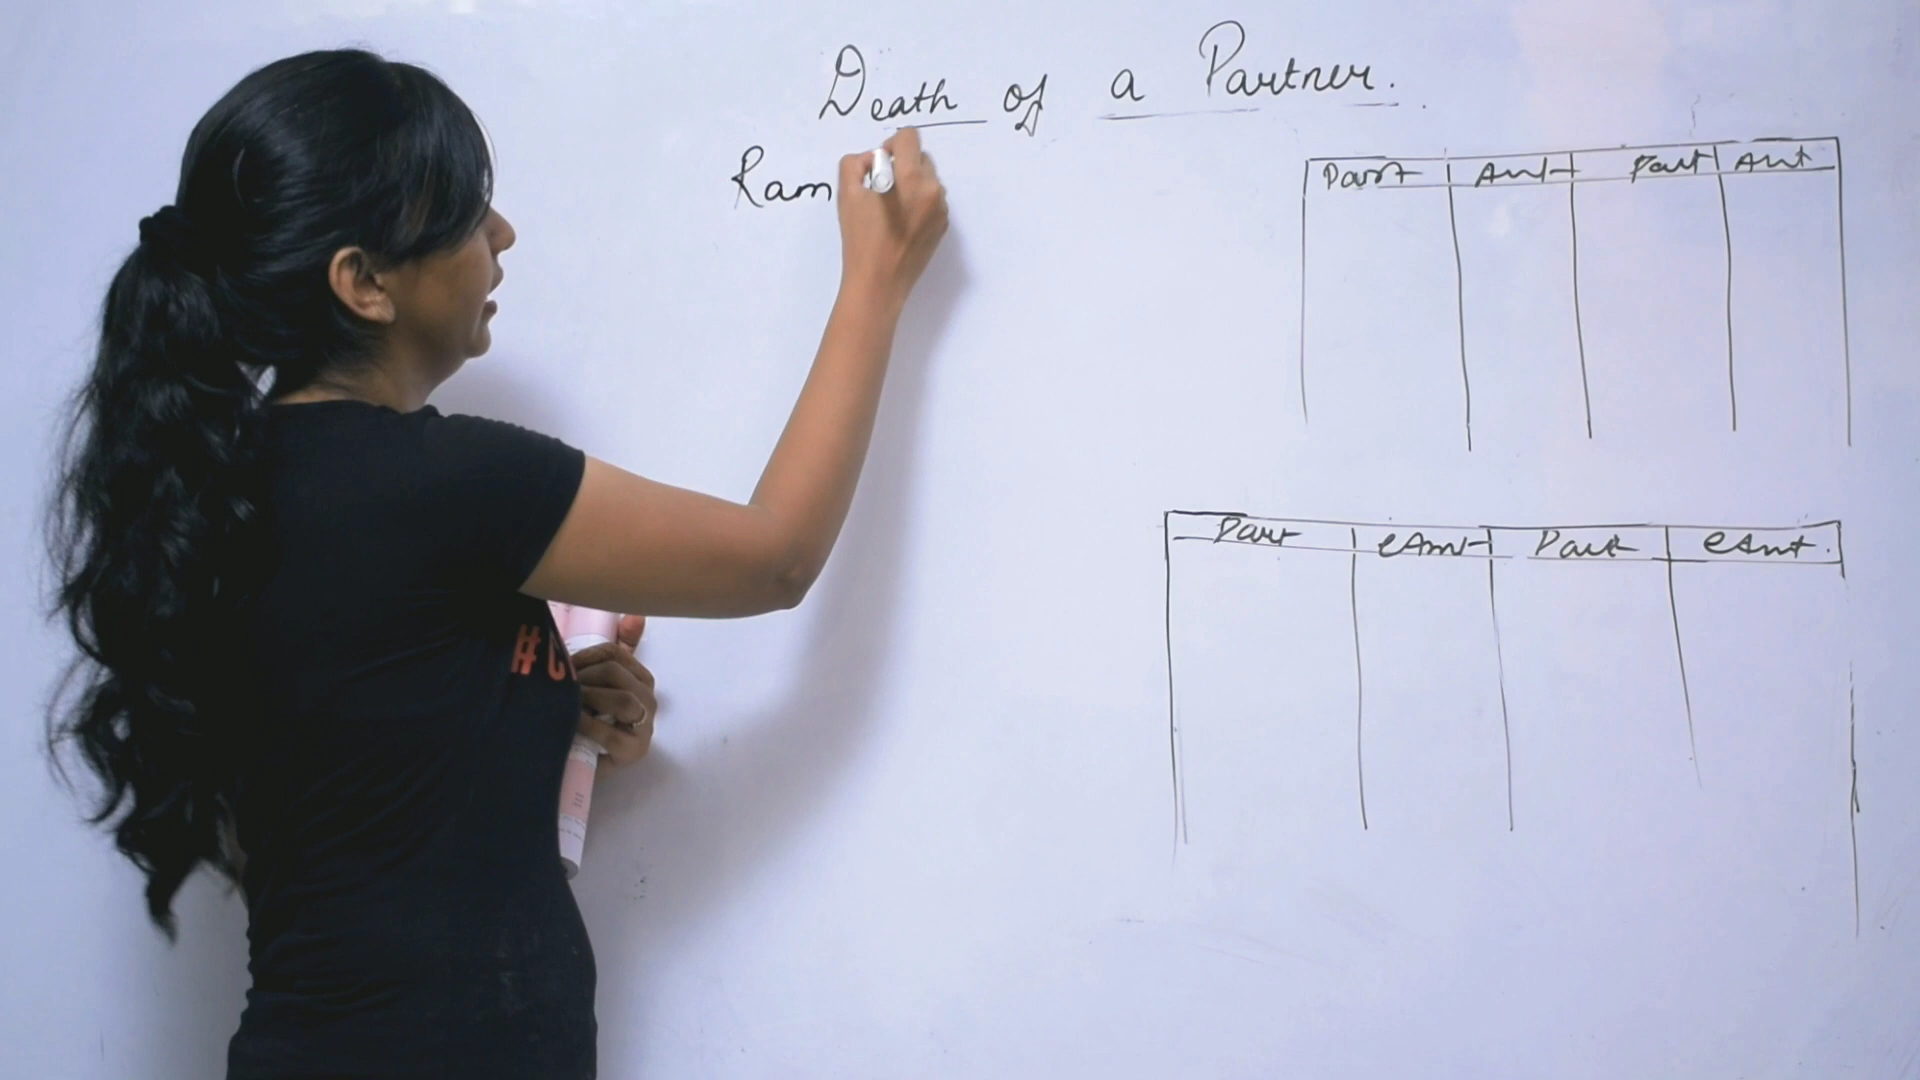 Death of a Partner.
Ram
Part Amt Part Amt
Part Amt Part Amt.
#C